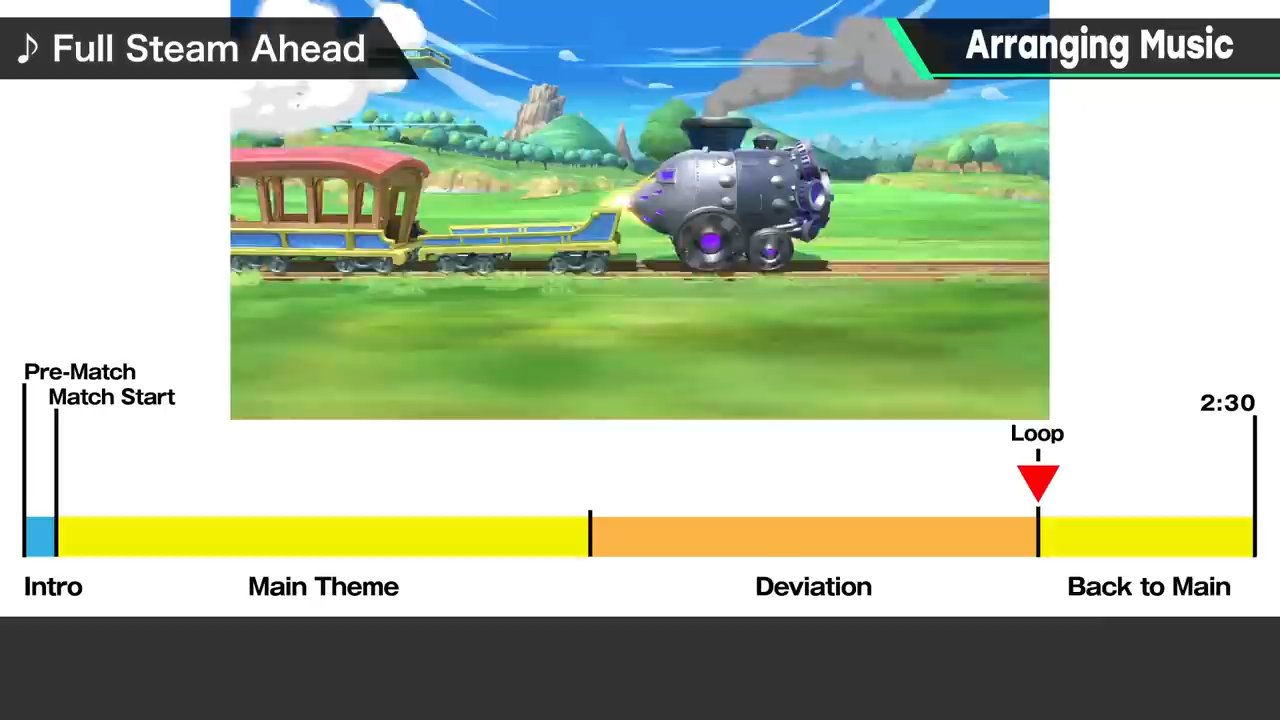 ♪ Full Steam Ahead
Arranging Music
Pre-Match
Match Start
2:30
Loop
Intro
Main Theme
Deviation
Back to Main